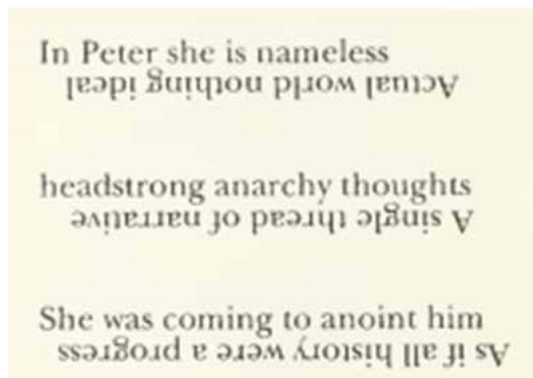 In Peter she is nameless
Actual world nothing ideal
headstrong anarchy thoughts
A single thread of narrative
She was coming to anoint him
As if all history were a progress